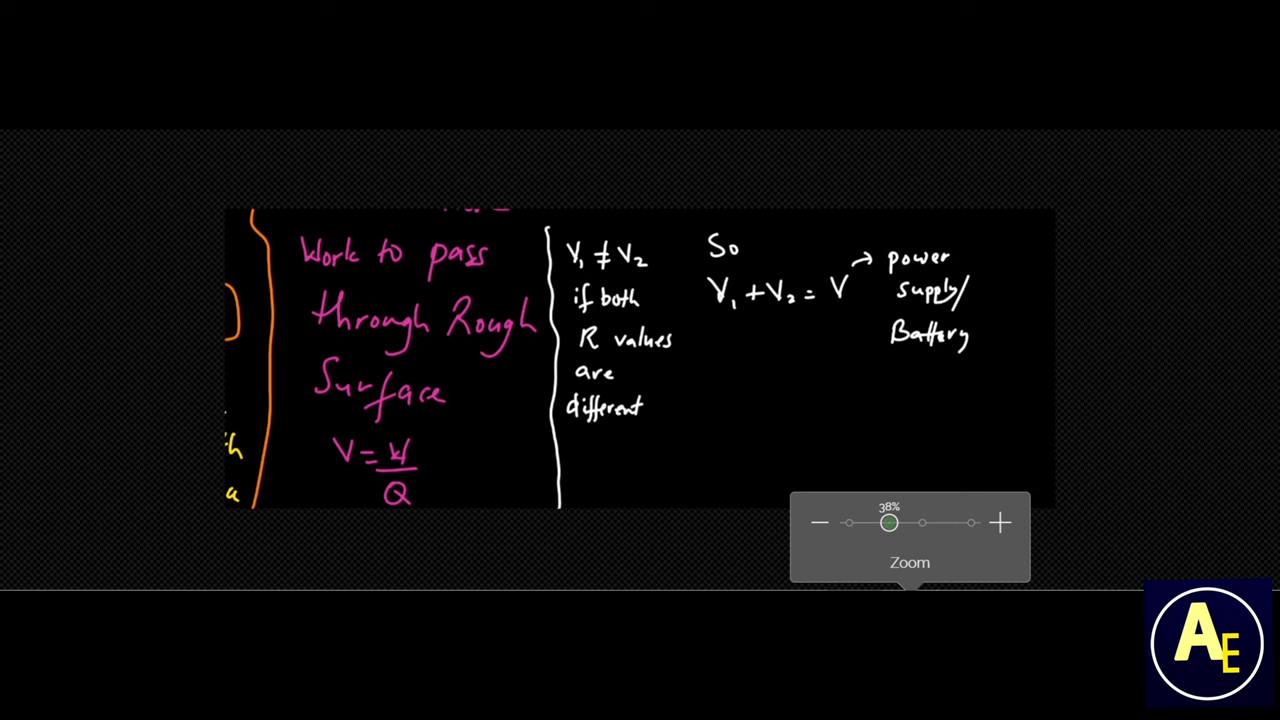 Work to pass
through Rough
Surface
V = W
Q
V₁ ≠ V₂
if both
R values
are
different
So
V₁ + V₂ = V → power
supply/
Battery
th
a
38%
Zoom
AE